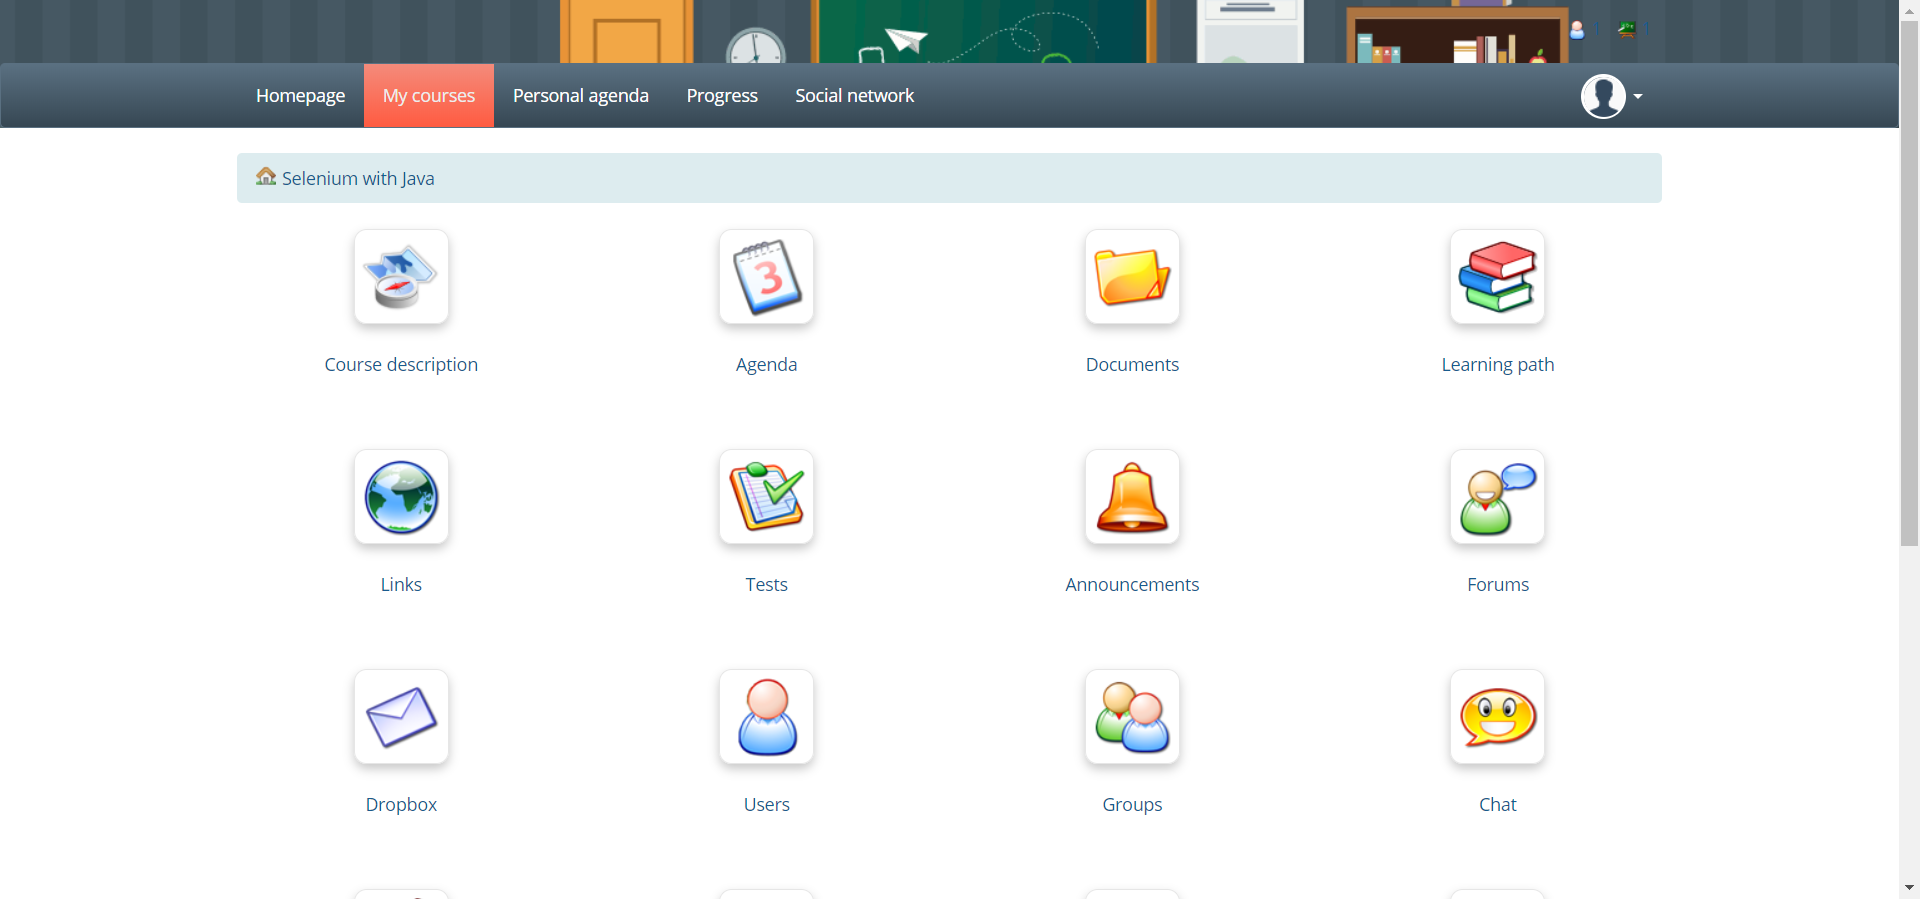 Homepage My courses Personal agenda Progress Social network
Selenium with Java
3
Course description Agenda Documents Learning path
Links Tests Announcements Forums
Dropbox Users Groups Chat